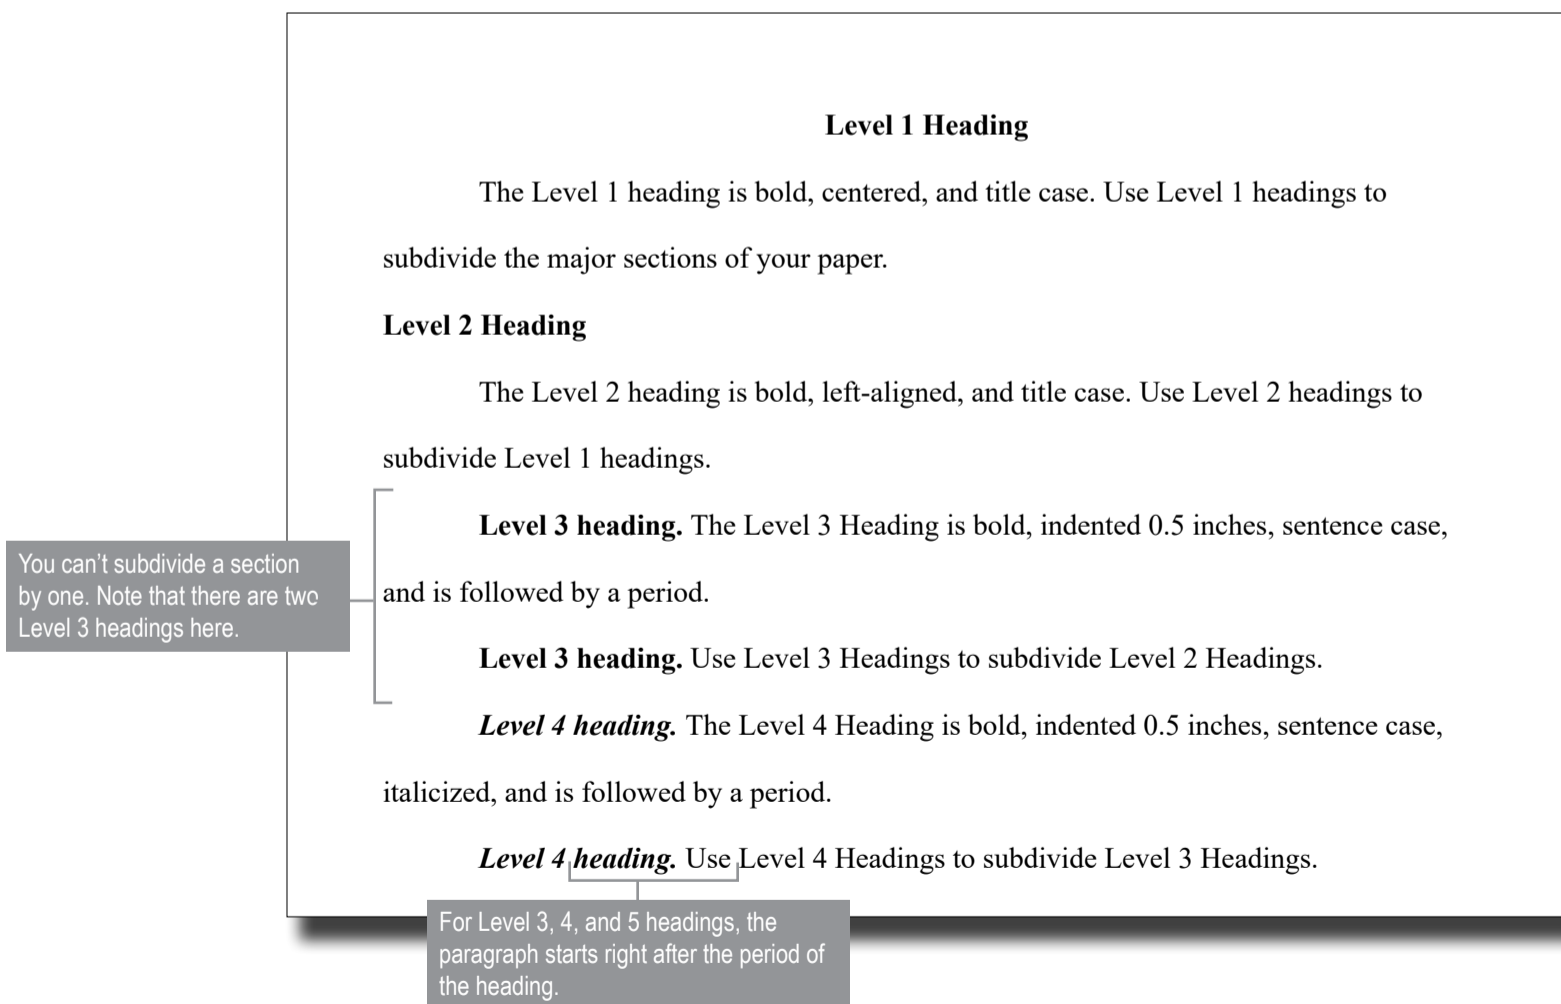 Level 1 Heading
The Level 1 heading is bold, centered, and title case. Use Level 1 headings to
subdivide the major sections of your paper.
Level 2 Heading
The Level 2 heading is bold, left-aligned, and title case. Use Level 2 headings to
subdivide Level 1 headings.
Level 3 heading. The Level 3 Heading is bold, indented 0.5 inches, sentence case,
and is followed by a period.
You can’t subdivide a section
by one. Note that there are two
Level 3 headings here.
Level 3 heading. Use Level 3 Headings to subdivide Level 2 Headings.
Level 4 heading. The Level 4 Heading is bold, indented 0.5 inches, sentence case,
italicized, and is followed by a period.
Level 4 heading. Use Level 4 Headings to subdivide Level 3 Headings.
For Level 3, 4, and 5 headings, the
paragraph starts right after the period of
the heading.